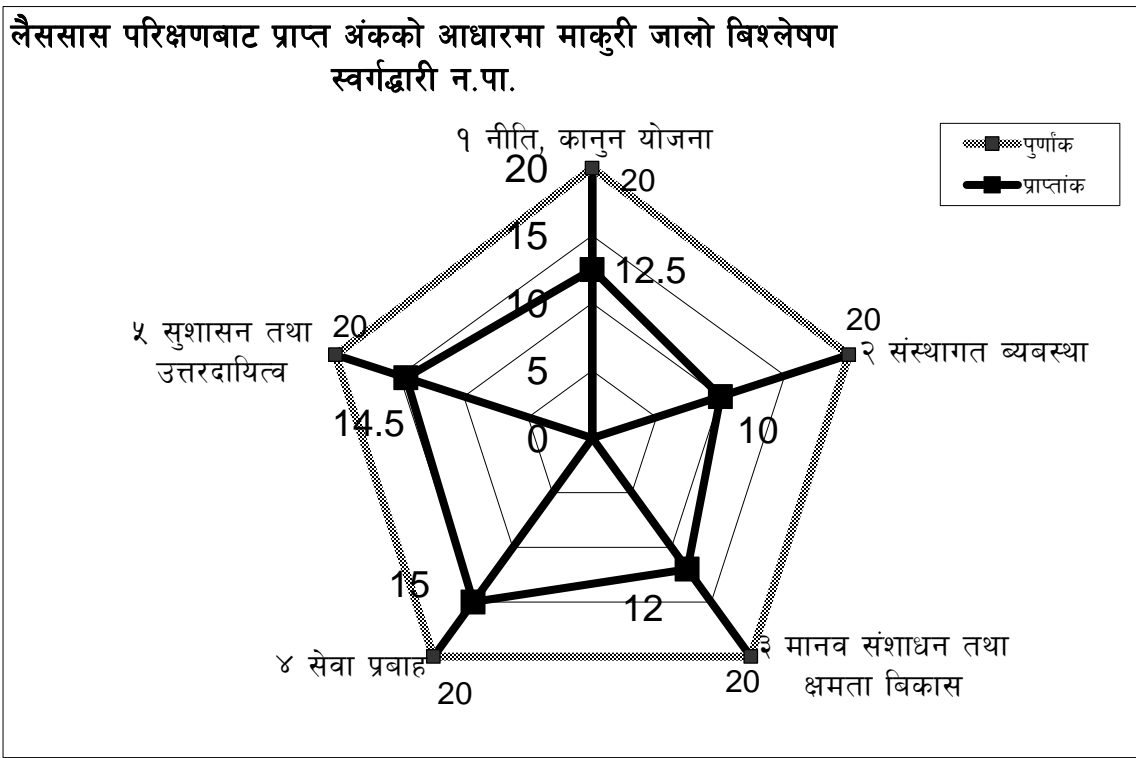 लैससास परिक्षणबाट प्राप्त अंकको आधारमा माकुरी जालो बिश्लेषण
स्वर्गद्धारी न.पा.
१ नीति, कानुन योजना
पुर्णांक
प्राप्तांक
20
20
15
12.5
10
5
0
20
२ संस्थागत ब्यबस्था
10
५ सुशासन तथा
उत्तरदायित्व
20
14.5
15
12
४ सेवा प्रबाह
20
३ मानव संशाधन तथा
क्षमता बिकास
20